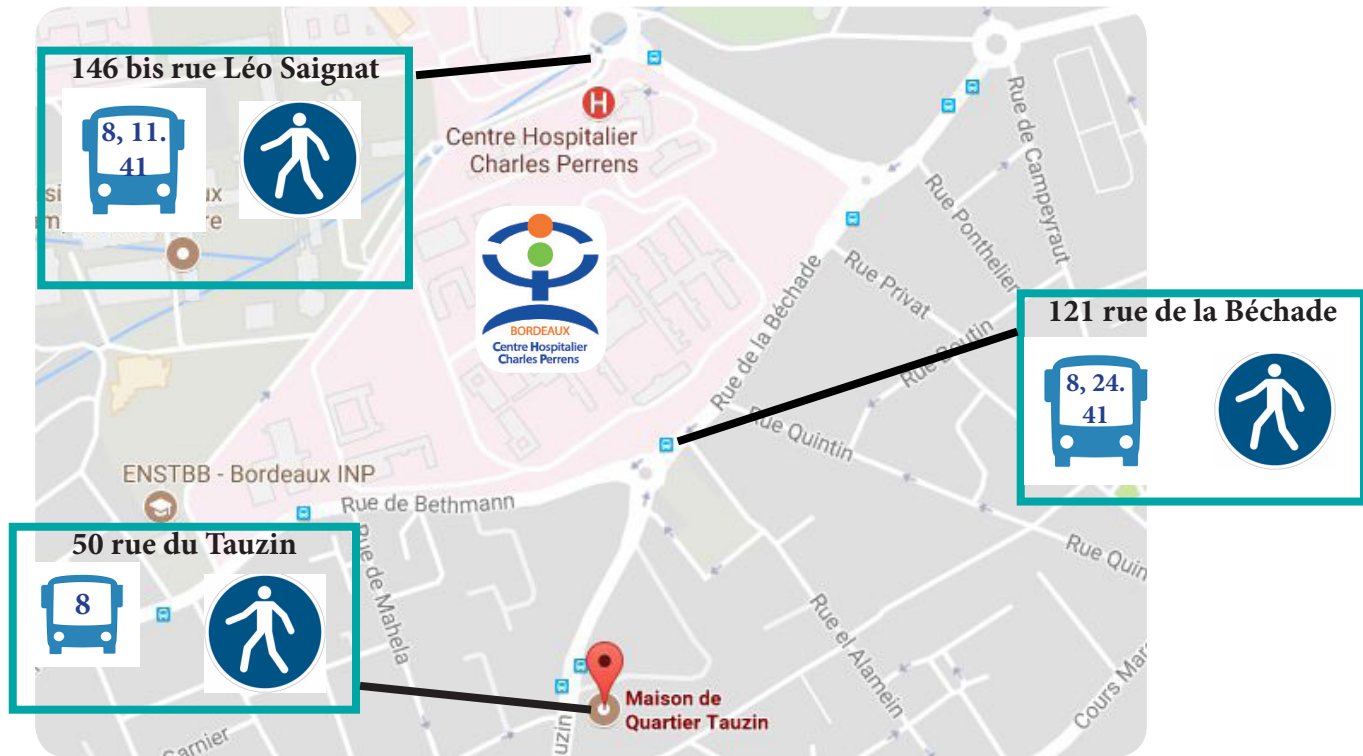 146 bis rue Léo Saignat
8, 11.
41
H
Centre Hospitalier
Charles Perrens
Rue de Campeyraut
Rue Ponthelier
Rue Privat
Rue de la Béchade
BORDEAUX
Centre Hospitalier
Charles Perrens
121 rue de la Béchade
8, 24.
41
Rue Quintin
ENSTBB - Bordeaux INP
Rue de Bethmann
50 rue du Tauzin
8
Rue de Mahela
Rue Quin
Rue el Alamein
Cours Mar
Maison de
Quartier Tauzin
uzin
Garnier